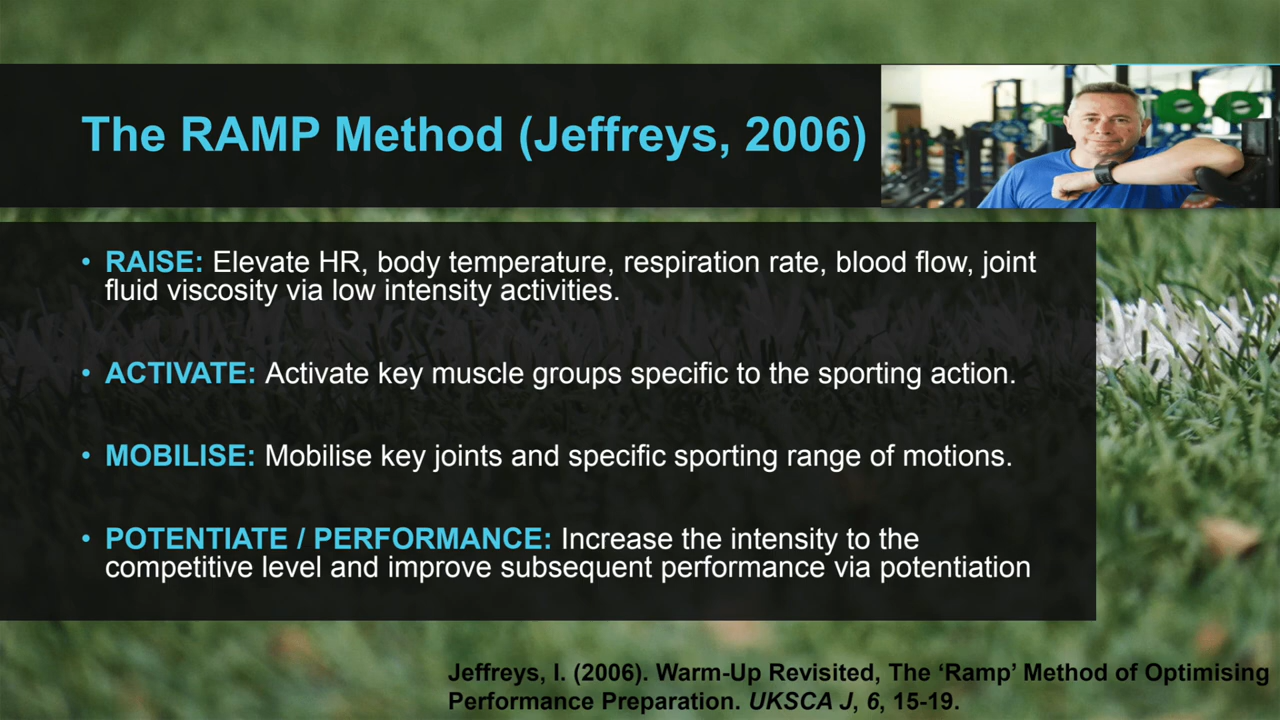 The RAMP Method (Jeffreys, 2006)
• RAISE: Elevate HR, body temperature, respiration rate, blood flow, joint
fluid viscosity via low intensity activities.
• ACTIVATE: Activate key muscle groups specific to the sporting action.
• MOBILISE: Mobilise key joints and specific sporting range of motions.
• POTENTIATE / PERFORMANCE: Increase the intensity to the
competitive level and improve subsequent performance via potentiation
Jeffreys, I. (2006). Warm-Up Revisited, The ‘Ramp’ Method of Optimising
Performance Preparation. UKSCA J, 6, 15-19.